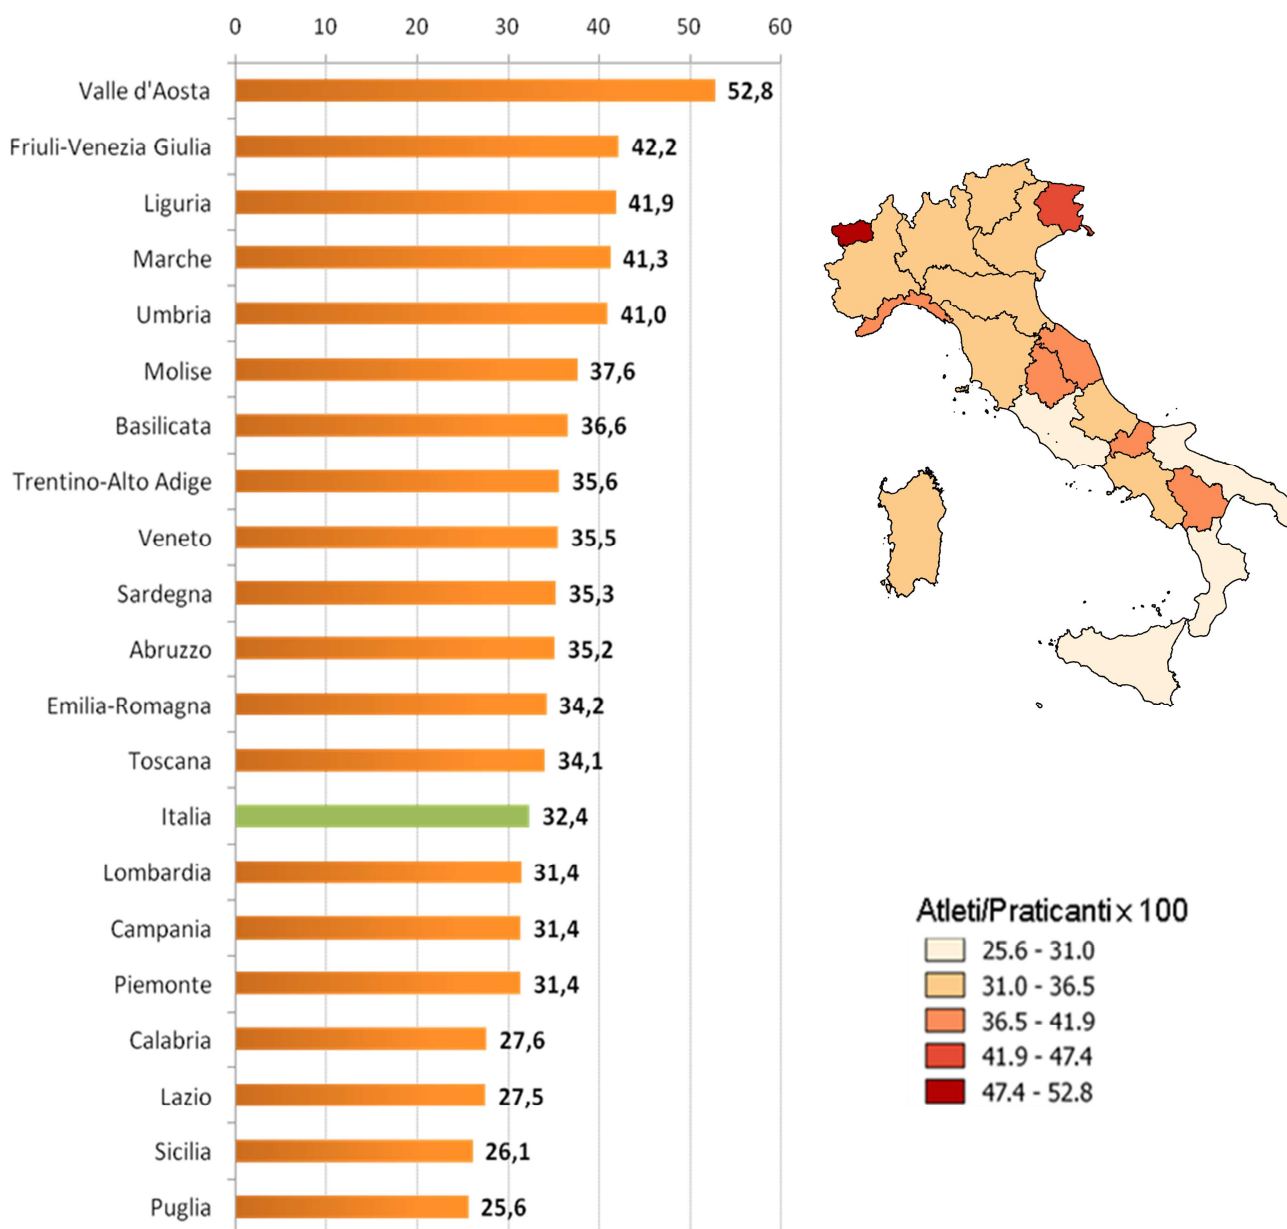 0 10 20 30 40 50 60
Valle d'Aosta 52,8
Friuli-Venezia Giulia 42,2
Liguria 41,9
Marche 41,3
Umbria 41,0
Molise 37,6
Basilicata 36,6
Trentino-Alto Adige 35,6
Veneto 35,5
Sardegna 35,3
Abruzzo 35,2
Emilia-Romagna 34,2
Toscana 34,1
Italia 32,4
Lombardia 31,4
Campania 31,4
Piemonte 31,4
Calabria 27,6
Lazio 27,5
Sicilia 26,1
Puglia 25,6
Atleti/Praticanti x 100
25.6 - 31.0
31.0 - 36.5
36.5 - 41.9
41.9 - 47.4
47.4 - 52.8